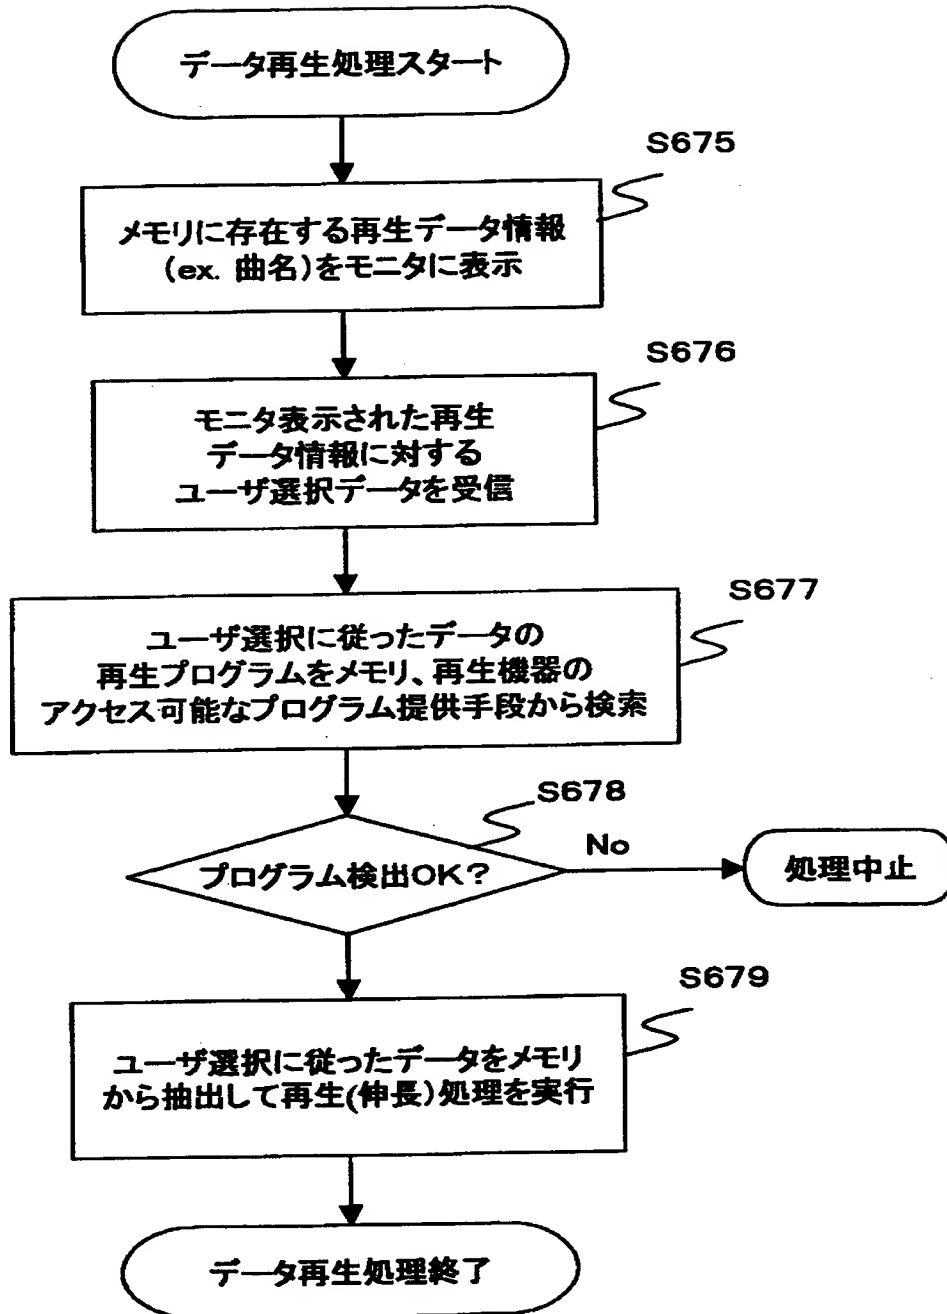 データ再生処理スタート
S675
メモリに存在する再生データ情報
(ex. 曲名)をモニタに表示
S676
モニタ表示された再生
データ情報に対する
ユーザ選択データを受信
S677
ユーザ選択に従ったデータの
再生プログラムをメモリ、再生機器の
アクセス可能なプログラム提供手段から検索
S678
プログラム検出OK?
No
処理中止
S679
ユーザ選択に従ったデータをメモリ
から抽出して再生(伸長)処理を実行
データ再生処理終了